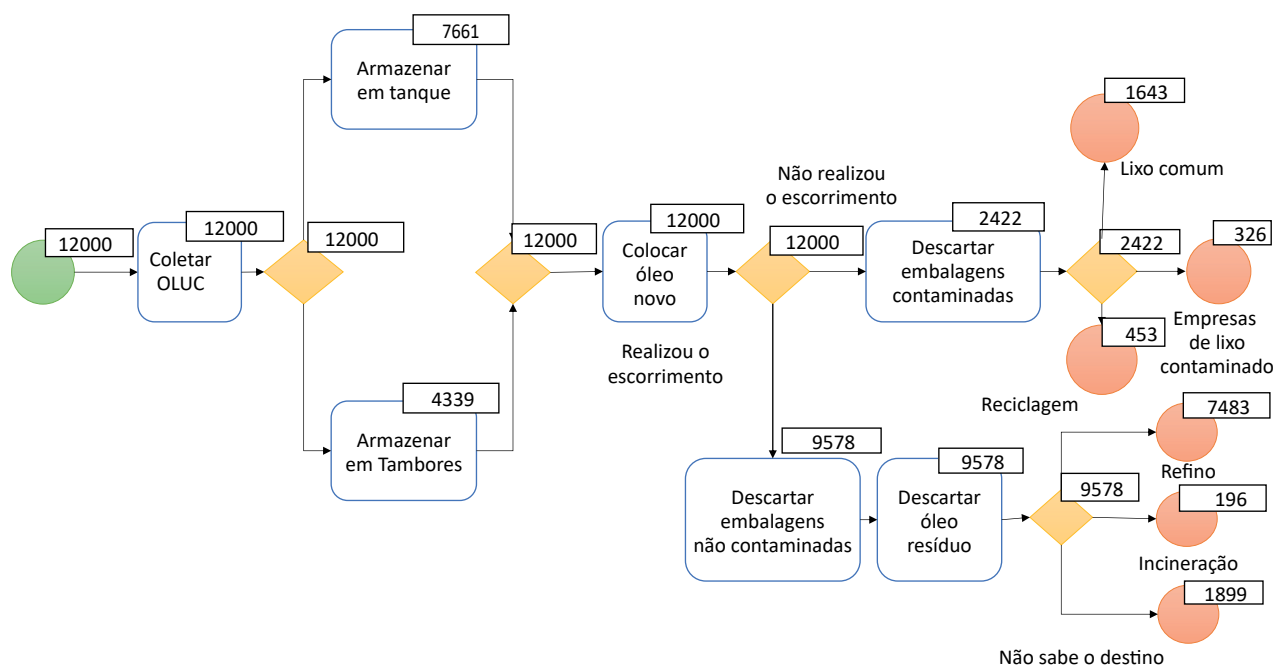 7661
Armazenar
em tanque
12000
12000
Coletar
OLUC
12000
4339
Armazenar
em Tambores
12000
12000
Colocar
óleo
novo
Não realizou
o escorrimento
12000
Realizou o
escorrimento
2422
Descartar
embalagens
contaminadas
2422
1643
Lixo comum
326
Empresas
de lixo
contaminado
453
Reciclagem
9578
Descartar
embalagens
não contaminadas
9578
Descartar
óleo
resíduo
9578
7483
Refino
196
Incineração
1899
Não sabe o destino